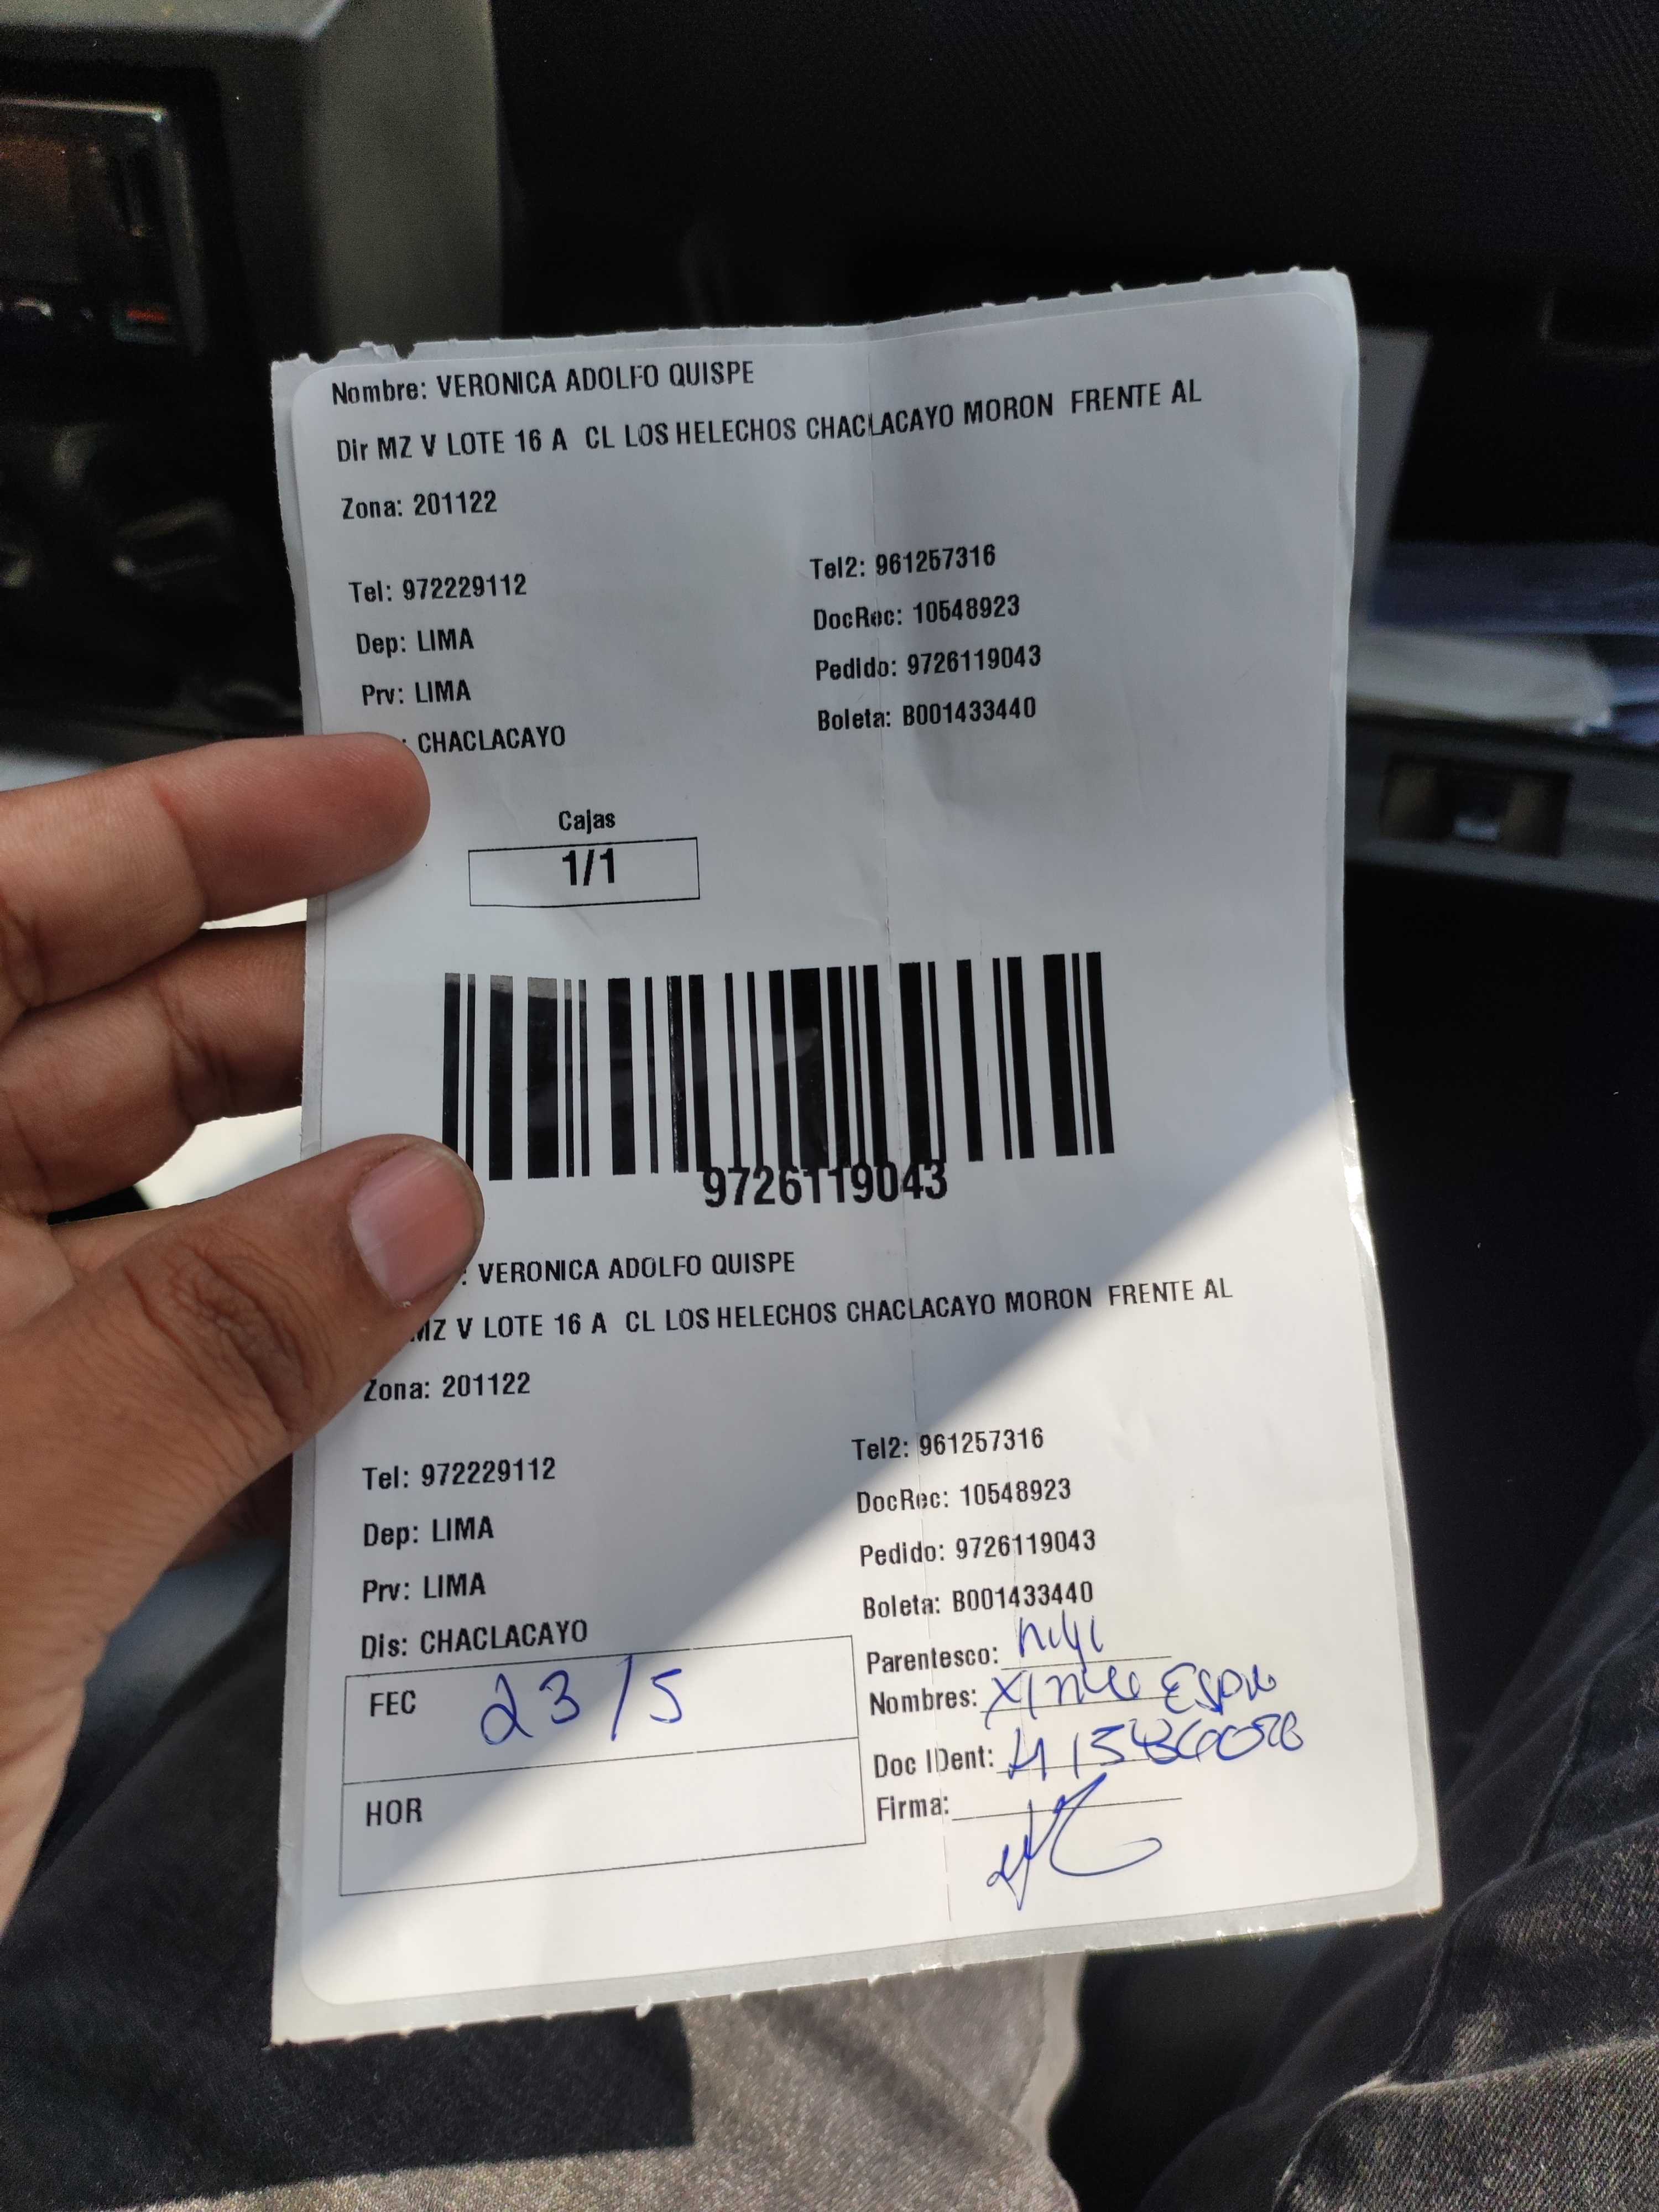 Nombre: VERONICA ADOLFO QUISPE
Dir MZ V LOTE 16 A CL LOS HELECHOS CHACLACAYO MORON FRENTE AL
Zona: 201122
Tel: 972229112
Tel2: 961257316
Dep: LIMA
DocRec: 10548923
Prv: LIMA
Pedido: 9726119043
: CHACLACAYO
Boleta: B001433440
Cajas
1/1
9726119043
: VERONICA ADOLFO QUISPE
MZ V LOTE 16 A CL LOS HELECHOS CHACLACAYO MORON FRENTE AL
Zona: 201122
Tel: 972229112
Tel2: 961257316
Dep: LIMA
DocRec: 10548923
Prv: LIMA
Pedido: 9726119043
Dis: CHACLACAYO
Boleta: B001433440
FEC 23/5
HOR
Parentesco:
Nombres:
Doc IDent:
Firma: